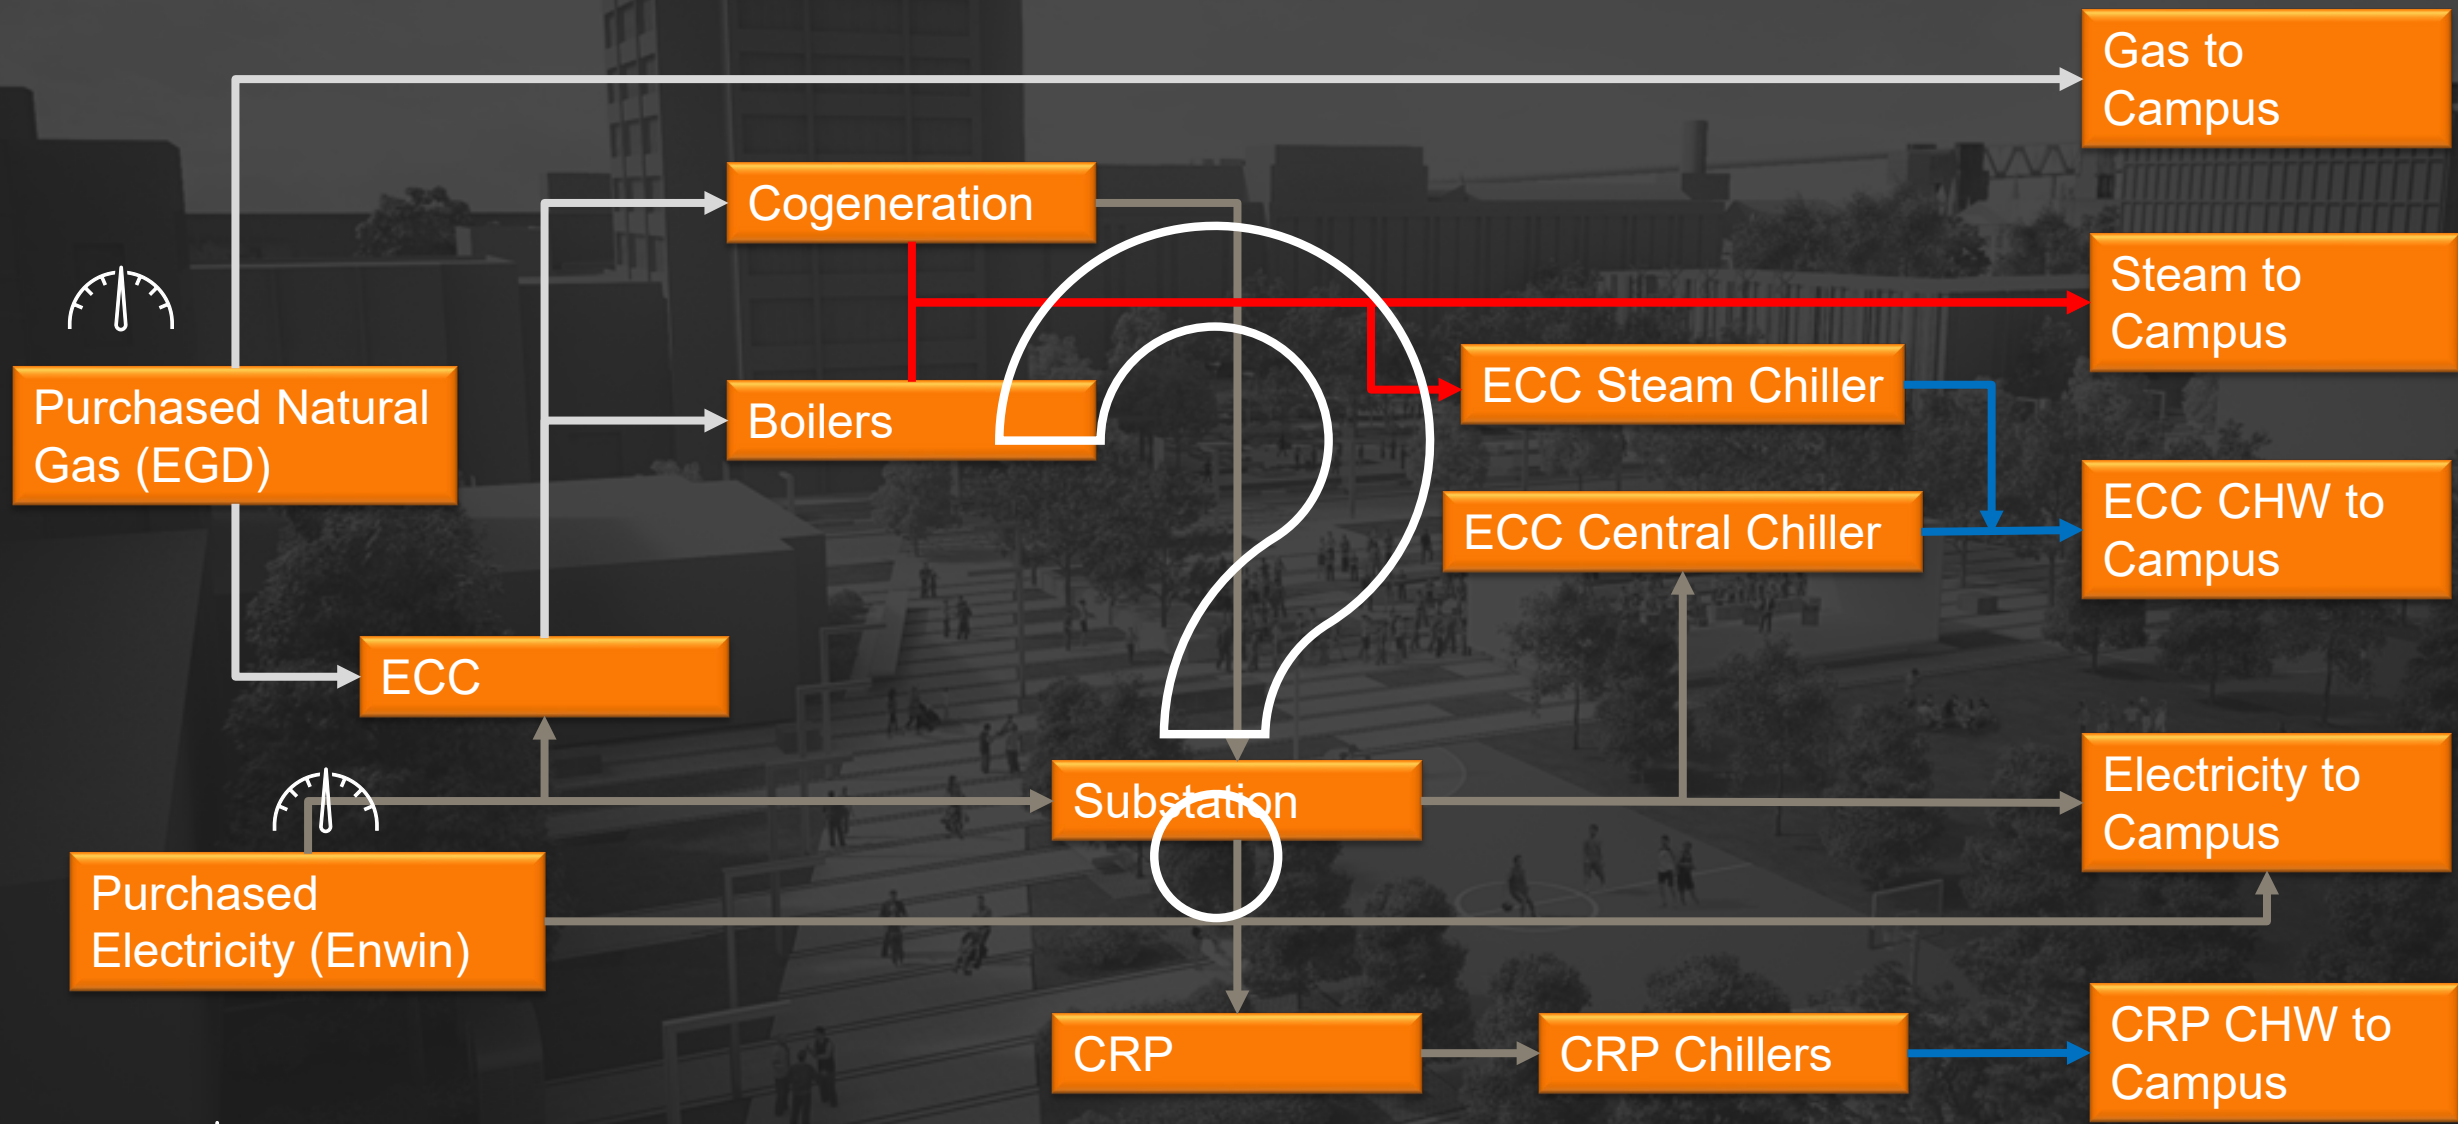 Gas to
Campus
Cogeneration
Steam to
Campus
Purchased Natural
Gas (EGD)
Boilers
ECC Steam Chiller
ECC Central Chiller
ECC CHW to
Campus
ECC
Substation
Electricity to
Campus
Purchased
Electricity (Enwin)
CRP
CRP Chillers
CRP CHW to
Campus
?